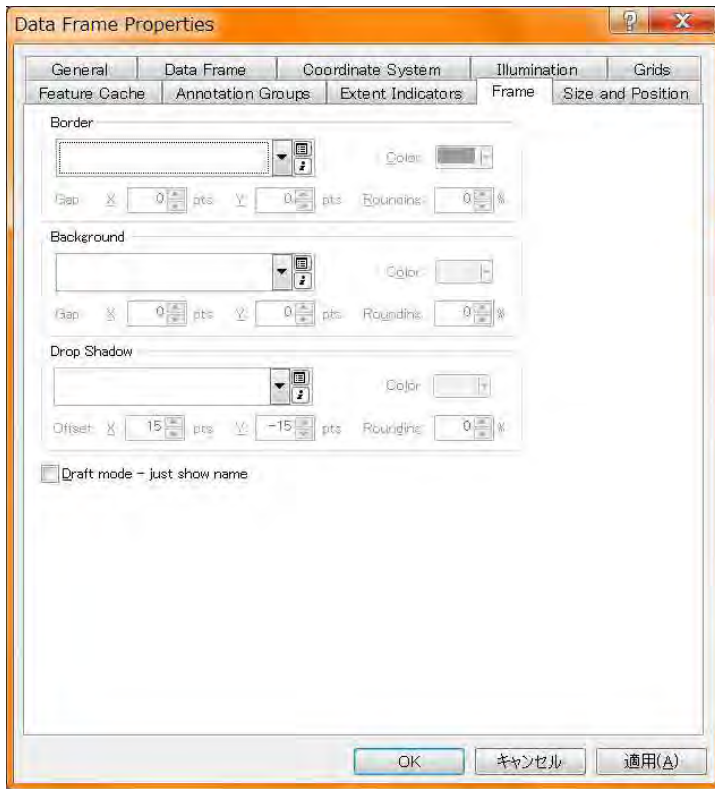 Data Frame Properties
General Data Frame Coordinate System Illumination Grids
Feature Cache Annotation Groups Extent Indicators Frame Size and Position
Border
Color:
Gap: X: 0 pts Y: 0 pts Rounding: 0 %
Background
Color:
Gap: X: 0 pts Y: 0 pts Rounding: 0 %
Drop Shadow
Color:
Offset: X: 15 pts Y: -15 pts Rounding: 0 %
Draft mode - just show name
OK キャンセル 適用(A)